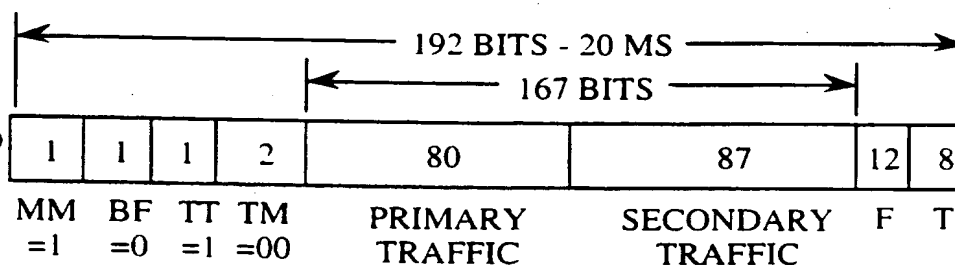 192 BITS - 20 MS
167 BITS
1 1 1 2 80 87 12 8
MM BF TT TM PRIMARY SECONDARY F T
=1 =0 =1 =00 TRAFFIC TRAFFIC